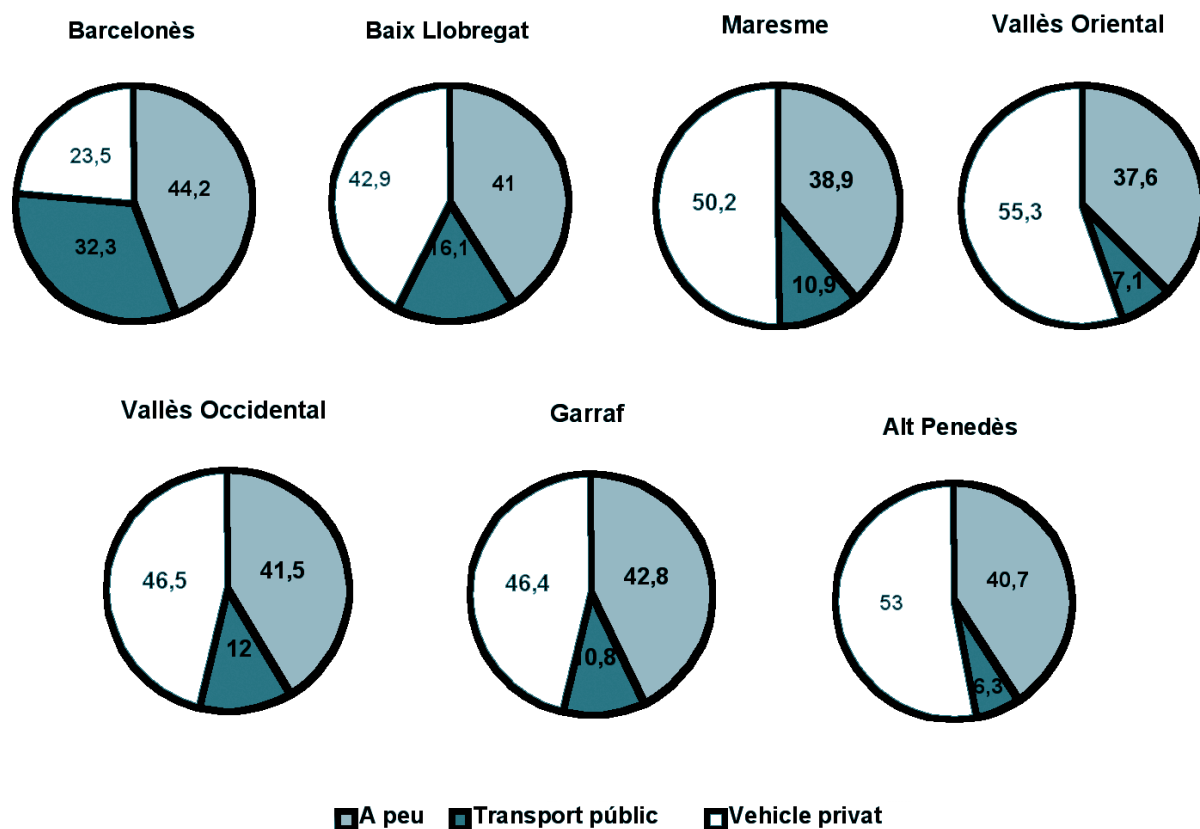 Barcelonès
Baix Llobregat
Maresme
Vallès Oriental
23,5
44,2
32,3
42,9
41
16,1
50,2
38,9
10,9
55,3
37,6
7,1
Vallès Occidental
Garraf
Alt Penedès
46,5
41,5
12
46,4
42,8
10,8
53
40,7
6,3
A peu
Transport públic
Vehicle privat